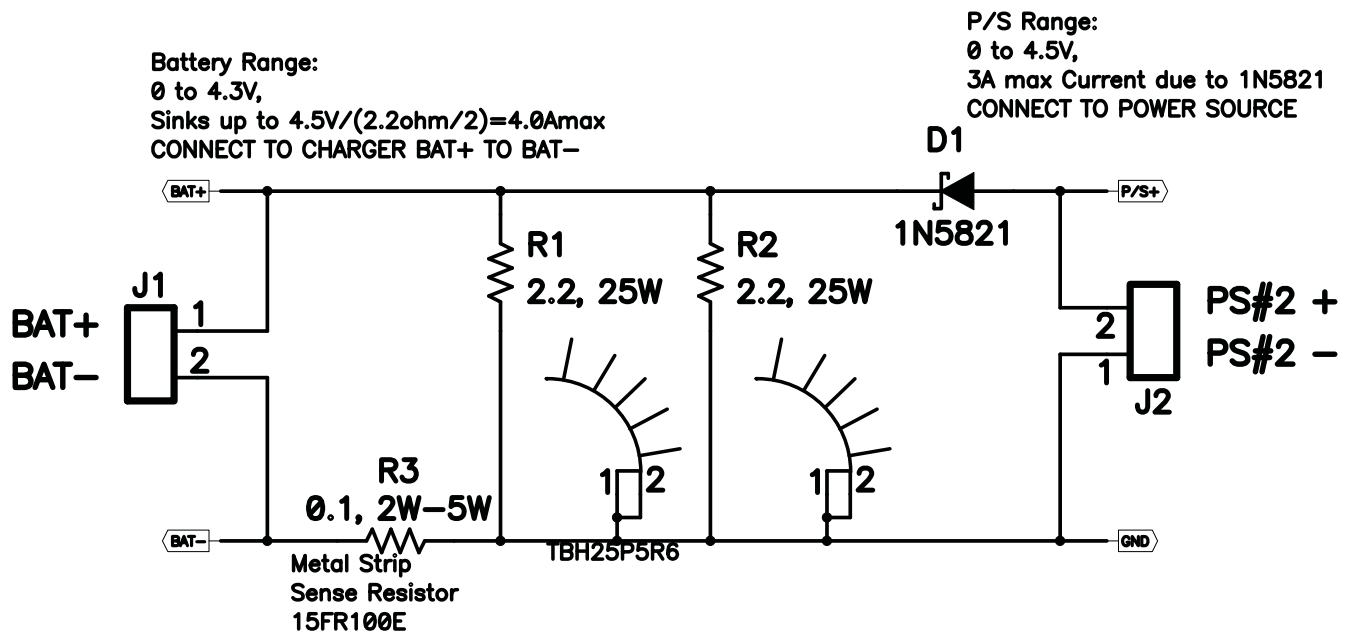 P/S Range:
0 to 4.5V,
3A max Current due to 1N5821
CONNECT TO POWER SOURCE
Battery Range:
0 to 4.3V,
Sinks up to 4.5V/(2.2ohm/2)=4.0Amax
CONNECT TO CHARGER BAT+ TO BAT-
D1
BAT+
P/S+
1N5821
R1
2.2, 25W
R2
2.2, 25W
J1
1
2
BAT+
BAT-
PS#2 +
PS#2 -
2
1
J2
R3
0.1, 2W-5W
1
2
1
2
BAT-
GND
TBH25P5R6
Metal Strip
Sense Resistor
15FR100E